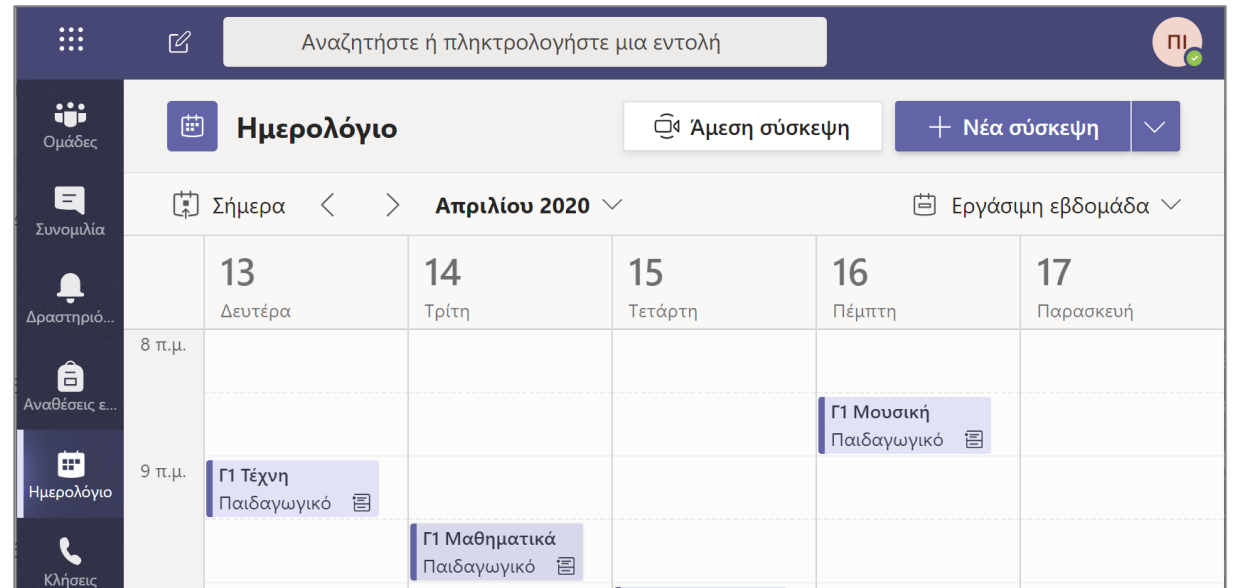 Αναζητήστε ή πληκτρολογήστε μια εντολή
ΠΙ
Ομάδες
Συνομιλία
Δραστηριό...
Αναθέσεις ε...
Ημερολόγιο
Κλήσεις
Ημερολόγιο
Άμεση σύσκεψη
Νέα σύσκεψη
Σήμερα
Απριλίου 2020
Εργάσιμη εβδομάδα
13
Δευτέρα
14
Τρίτη
15
Τετάρτη
16
Πέμπτη
17
Παρασκευή
8 π.μ.
Γ1 Μουσική
Παιδαγωγικό
9 π.μ.
Γ1 Τέχνη
Παιδαγωγικό
Γ1 Μαθηματικά
Παιδαγωγικό